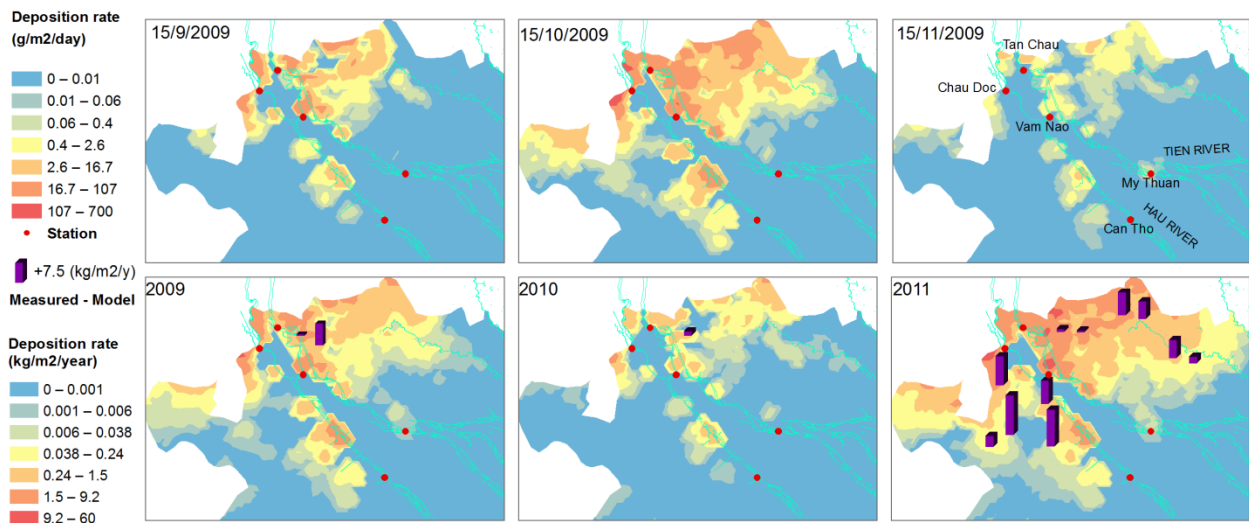 Deposition rate
(g/m2/day)
0 – 0.01
0.01 – 0.06
0.06 – 0.4
0.4 – 2.6
2.6 – 16.7
16.7 – 107
107 – 700
Station
+7.5 (kg/m2/y)
Measured - Model
Deposition rate
(kg/m2/year)
0 – 0.001
0.001 – 0.006
0.006 – 0.038
0.038 – 0.24
0.24 – 1.5
1.5 – 9.2
9.2 – 60
15/9/2009
15/10/2009
15/11/2009
Tan Chau
Chau Doc
Vam Nao
TIEN RIVER
My Thuan
HAU RIVER
Can Tho
2009
2010
2011